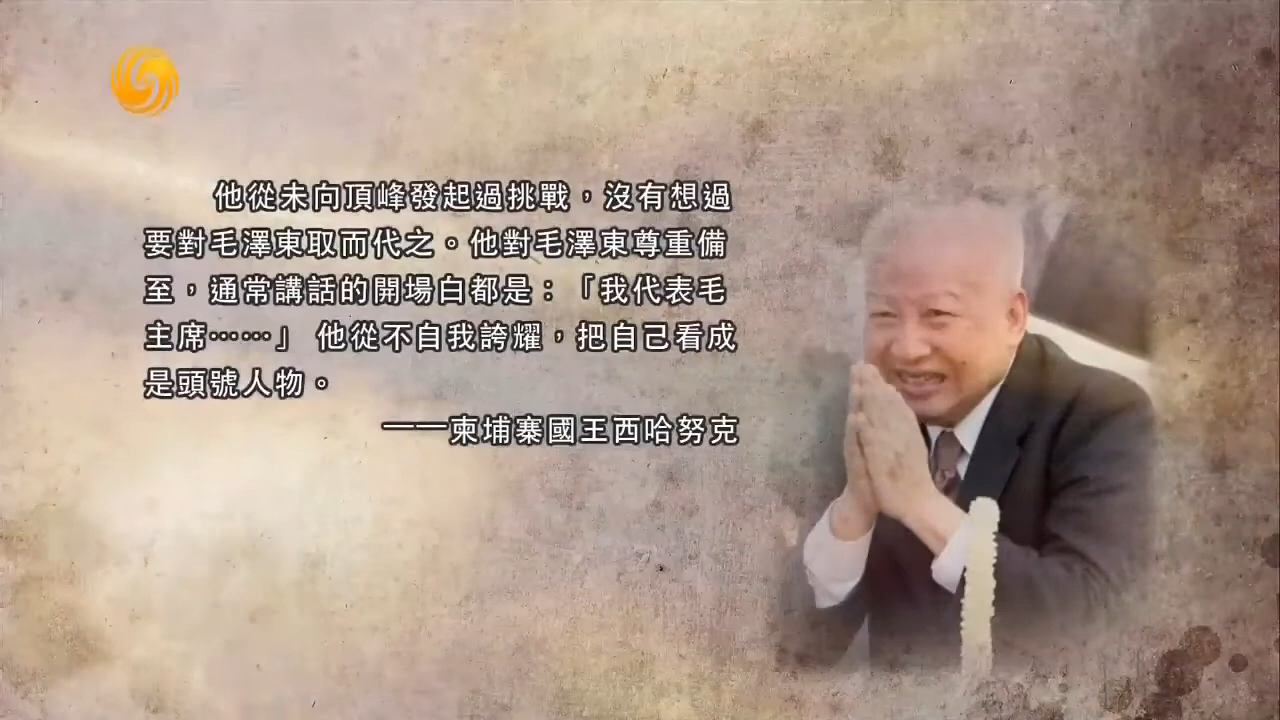 他從未向頂峰發起過挑戰，沒有想過
要對毛澤東取而代之。他對毛澤東尊重備
至，通常講話的開場白都是：「我代表毛
主席……」 他從不自我誇耀，把自己看成
是頭號人物。
——柬埔寨國王西哈努克